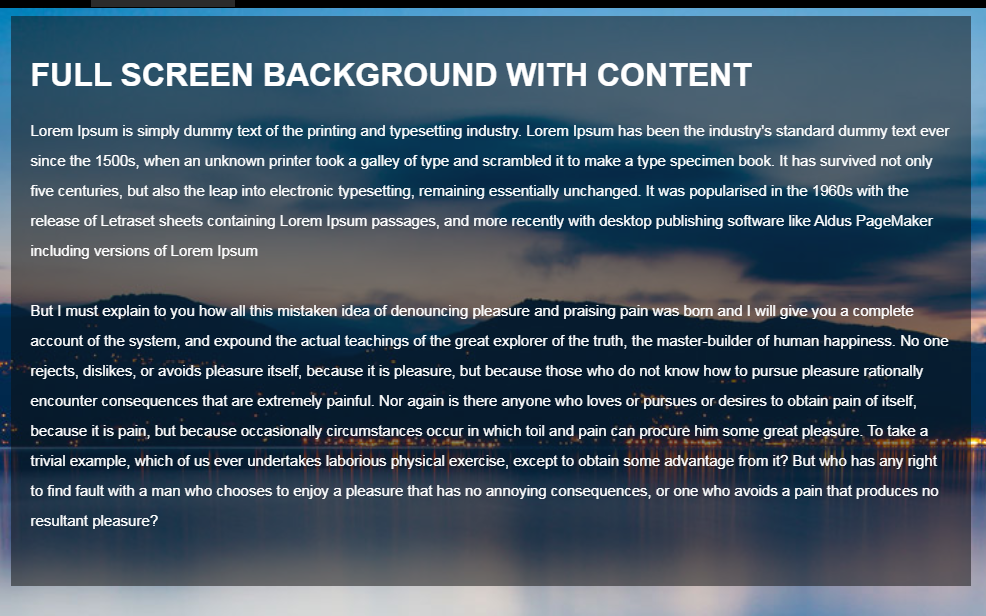 FULL SCREEN BACKGROUND WITH CONTENT
Lorem Ipsum is simply dummy text of the printing and typesetting industry. Lorem Ipsum has been the industry's standard dummy text ever
since the 1500s, when an unknown printer took a galley of type and scrambled it to make a type specimen book. It has survived not only
five centuries, but also the leap into electronic typesetting, remaining essentially unchanged. It was popularised in the 1960s with the
release of Letraset sheets containing Lorem Ipsum passages, and more recently with desktop publishing software like Aldus PageMaker
including versions of Lorem Ipsum
But I must explain to you how all this mistaken idea of denouncing pleasure and praising pain was born and I will give you a complete
account of the system, and expound the actual teachings of the great explorer of the truth, the master-builder of human happiness. No one
rejects, dislikes, or avoids pleasure itself, because it is pleasure, but because those who do not know how to pursue pleasure rationally
encounter consequences that are extremely painful. Nor again is there anyone who loves or pursues or desires to obtain pain of itself,
because it is pain, but because occasionally circumstances occur in which toil and pain can procure him some great pleasure. To take a
trivial example, which of us ever undertakes laborious physical exercise, except to obtain some advantage from it? But who has any right
to find fault with a man who chooses to enjoy a pleasure that has no annoying consequences, or one who avoids a pain that produces no
resultant pleasure?